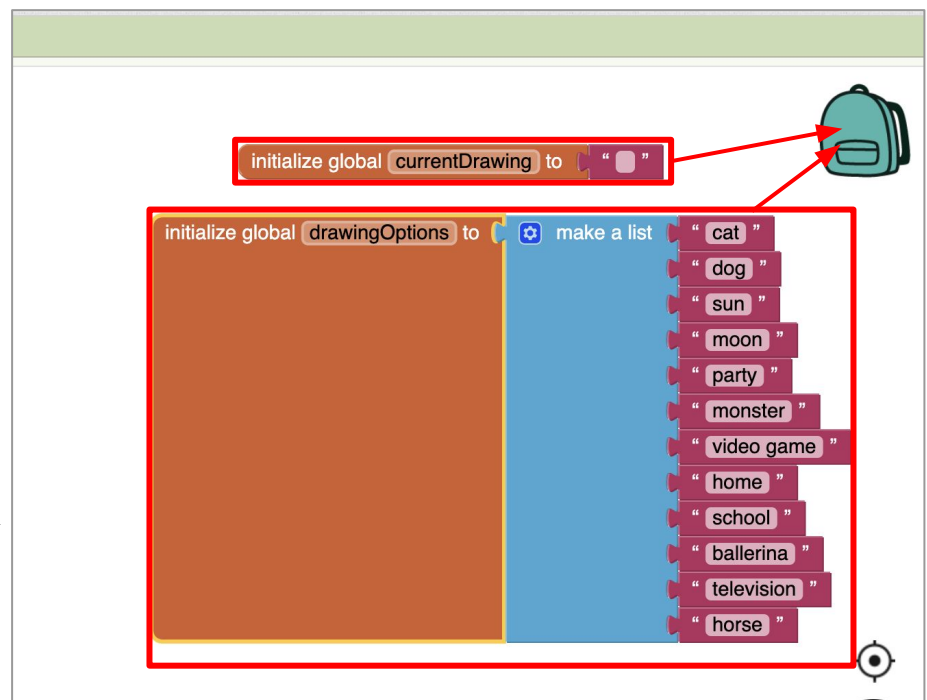 initialize global currentDrawing to " "
initialize global drawingOptions to make a list " cat "
" dog "
" sun "
" moon "
" party "
" monster "
" video game "
" home "
" school "
" ballerina "
" television "
" horse "